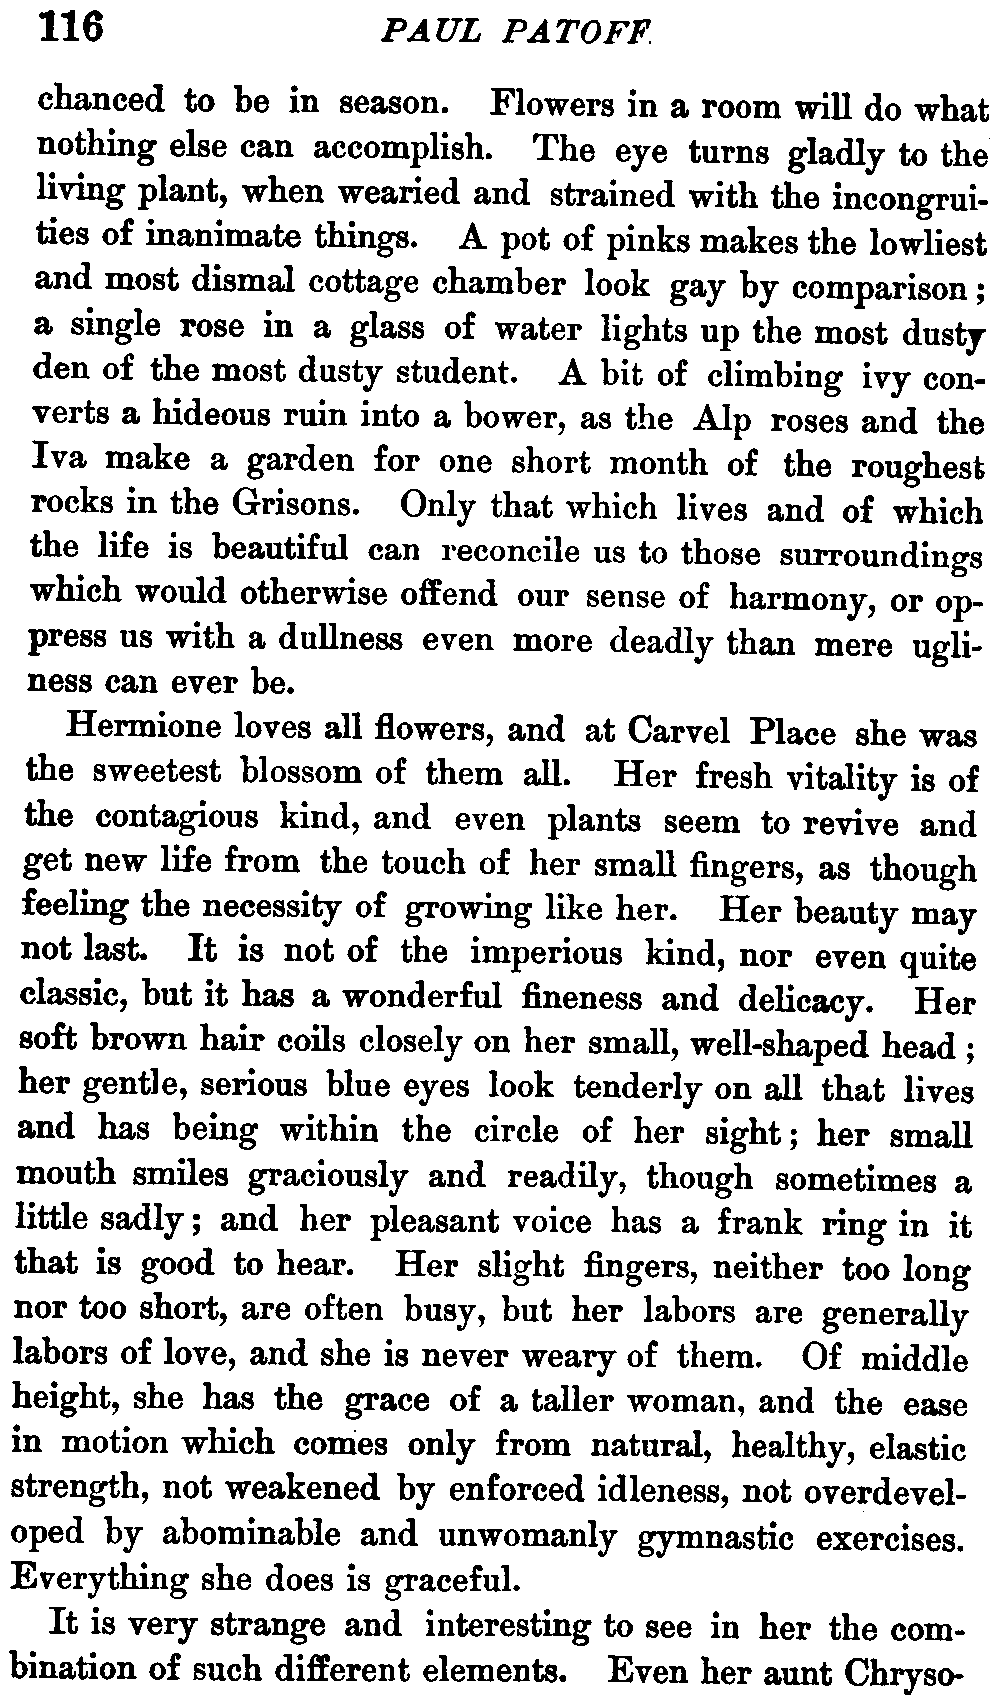 116 PAUL PATOFF.
chanced to be in season. Flowers in a room will do what
nothing else can accomplish. The eye turns gladly to the
living plant, when wearied and strained with the incongrui-
ties of inanimate things. A pot of pinks makes the lowliest
and most dismal cottage chamber look gay by comparison;
a single rose in a glass of water lights up the most dusty
den of the most dusty student. A bit of climbing ivy con-
verts a hideous ruin into a bower, as the Alp roses and the
Iva make a garden for one short month of the roughest
rocks in the Grisons. Only that which lives and of which
the life is beautiful can reconcile us to those surroundings
which would otherwise offend our sense of harmony, or op-
press us with a dullness even more deadly than mere ugli-
ness can ever be.
Hermione loves all flowers, and at Carvel Place she was
the sweetest blossom of them all. Her fresh vitality is of
the contagious kind, and even plants seem to revive and
get new life from the touch of her small fingers, as though
feeling the necessity of growing like her. Her beauty may
not last. It is not of the imperious kind, nor even quite
classic, but it has a wonderful fineness and delicacy. Her
soft brown hair coils closely on her small, well-shaped head;
her gentle, serious blue eyes look tenderly on all that lives
and has being within the circle of her sight; her small
mouth smiles graciously and readily, though sometimes a
little sadly; and her pleasant voice has a frank ring in it
that is good to hear. Her slight fingers, neither too long
nor too short, are often busy, but her labors are generally
labors of love, and she is never weary of them. Of middle
height, she has the grace of a taller woman, and the ease
in motion which comes only from natural, healthy, elastic
strength, not weakened by enforced idleness, not overdevel-
oped by abominable and unwomanly gymnastic exercises.
Everything she does is graceful.
It is very strange and interesting to see in her the com-
bination of such different elements. Even her aunt Chryso-